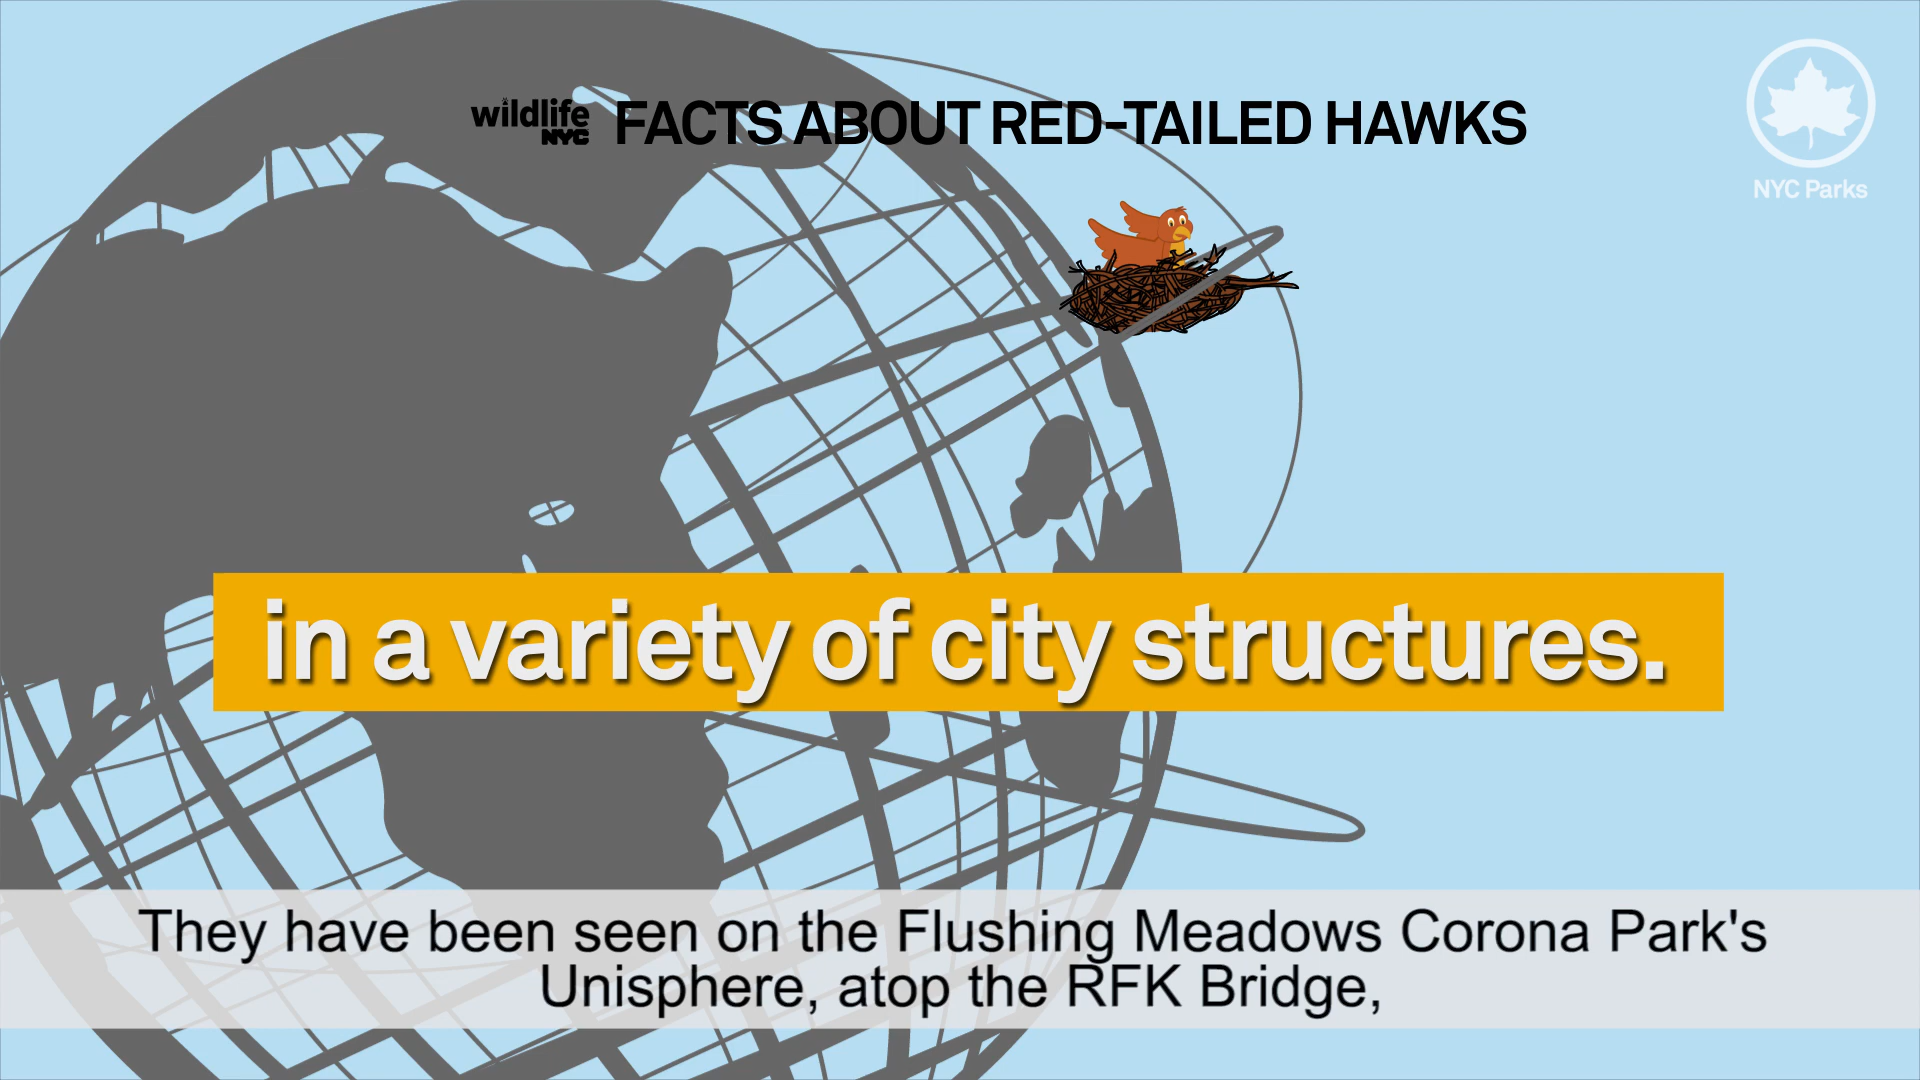 wildlife
NYC
FACTS ABOUT RED-TAILED HAWKS
NYC Parks
in a variety of city structures.
They have been seen on the Flushing Meadows Corona Park's
Unisphere, atop the RFK Bridge,